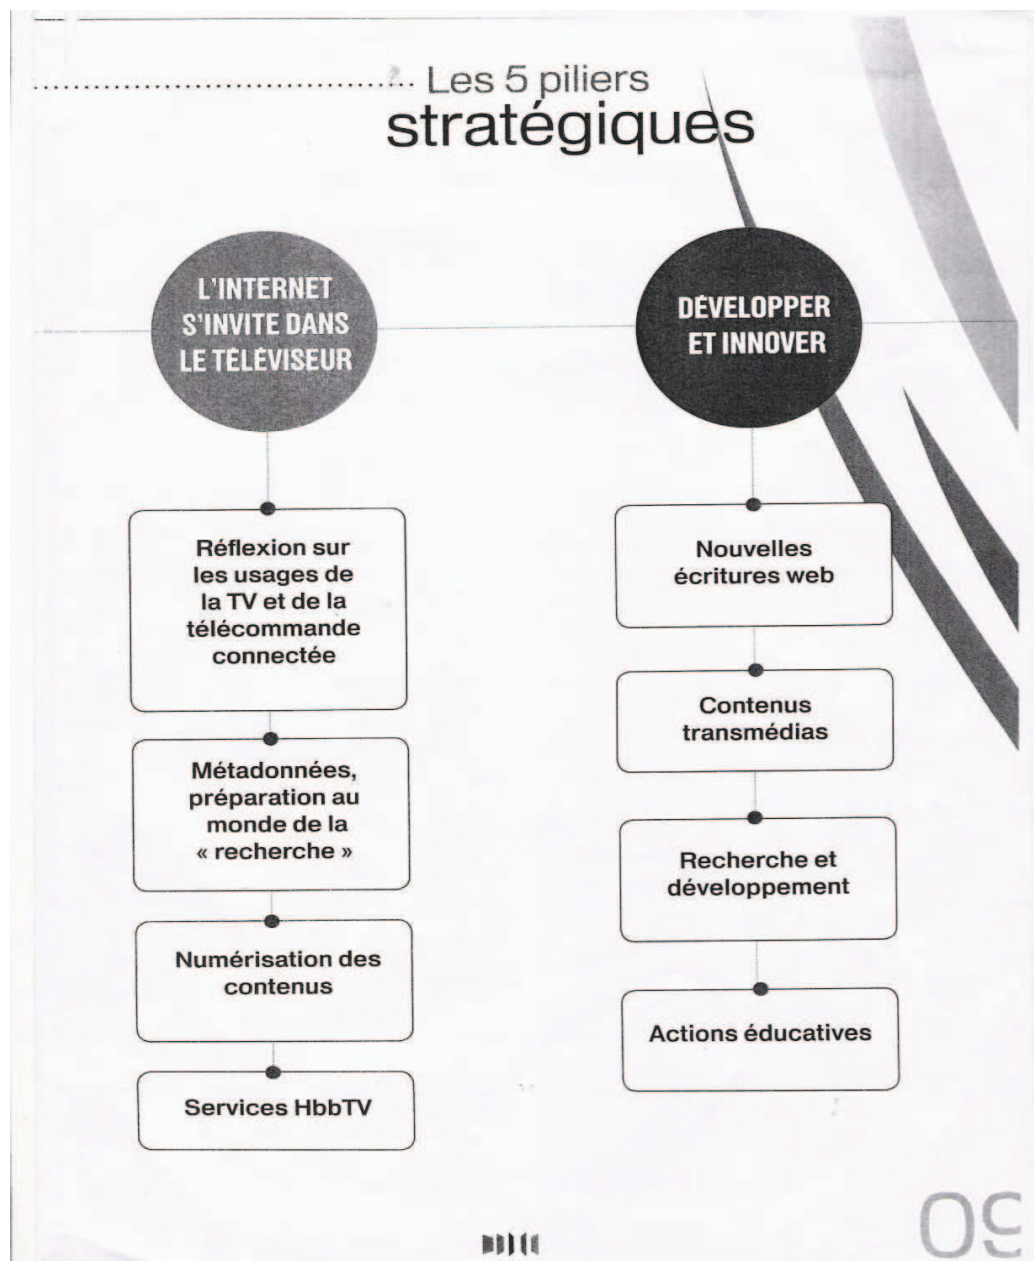 Les 5 piliers
stratégiques
L'INTERNET
S'INVITE DANS
LE TÉLÉVISEUR
Réflexion sur
les usages de
la TV et de la
télécommande
connectée
Métadonnées,
préparation au
monde de la
« recherche »
Numérisation des
contenus
Services HbbTV
DÉVELOPPER
ET INNOVER
Nouvelles
écritures web
Contenus
transmédias
Recherche et
développement
Actions éducatives
09